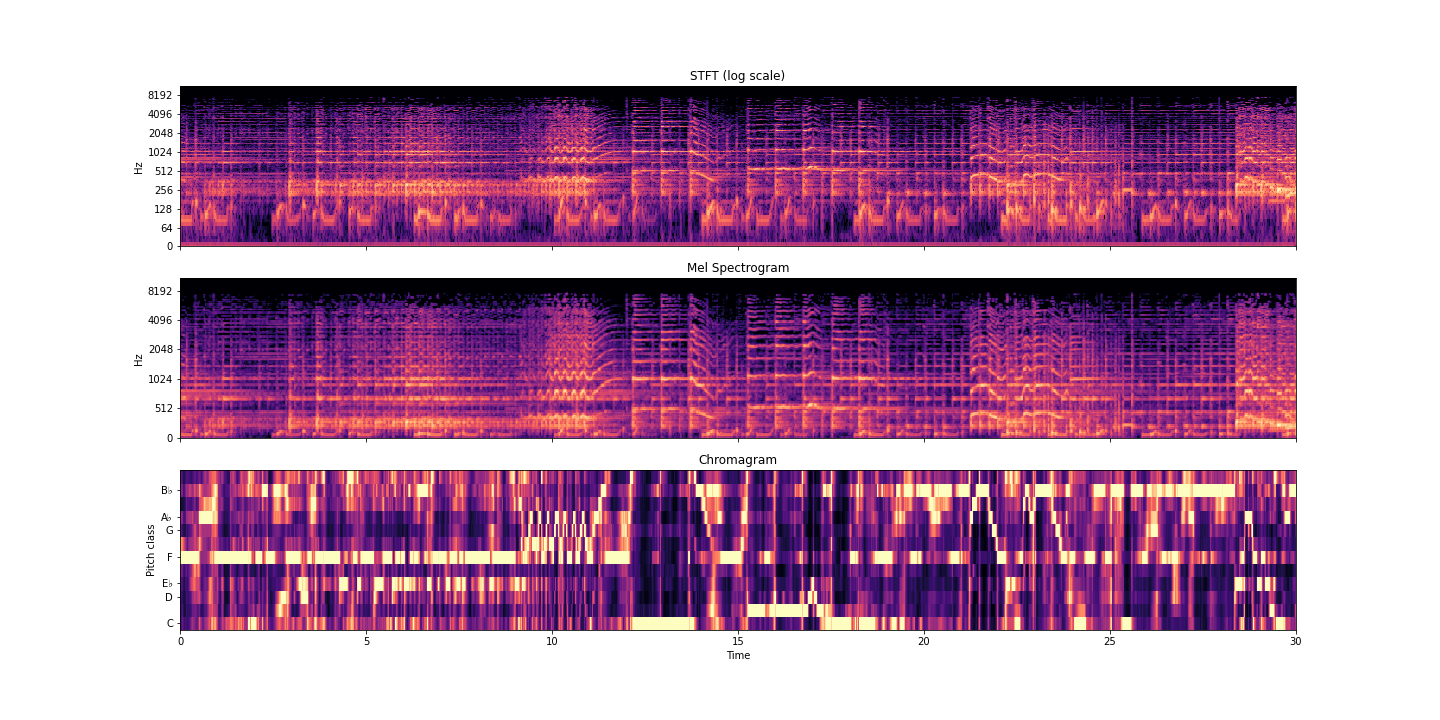 STFT (log scale)
8192
4096
2048
1024
512
256
128
64
0
Hz
Mel Spectrogram
8192
4096
2048
1024
512
0
Hz
Chromagram
B♭
A♭
G
F
E♭
D
C
Pitch class
0 5 10 15 20 25 30
Time